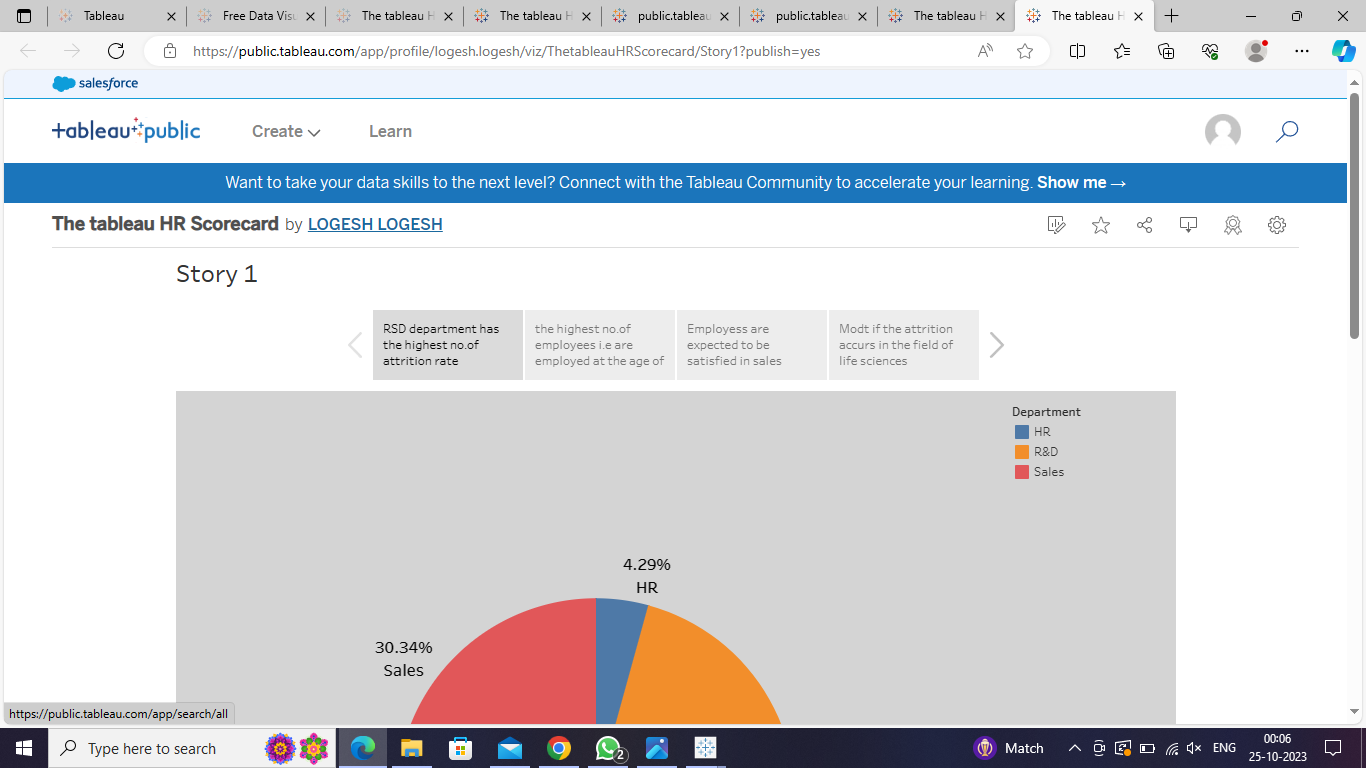 Tableau
Free Data Visu
The tableau H
The tableau H
public.tableau
public.tableau
The tableau H
The tableau H
https://public.tableau.com/app/profile/logesh.logesh/viz/ThetableauHRScorecard/Story1?publish=yes
salesforce
+ableau+public
Create
Learn
Want to take your data skills to the next level? Connect with the Tableau Community to accelerate your learning. Show me →
The tableau HR Scorecard by LOGESH LOGESH
Story 1
RSD department has
the highest no.of
attrition rate
the highest no.of
employees i.e are
employed at the age of
Employess are
expected to be
satisfied in sales
Modt if the attrition
accurs in the field of
life sciences
Department
HR
R&D
Sales
4.29%
HR
30.34%
Sales
https://public.tableau.com/app/search/all
Type here to search
2
Match
ENG
00:06
25-10-2023